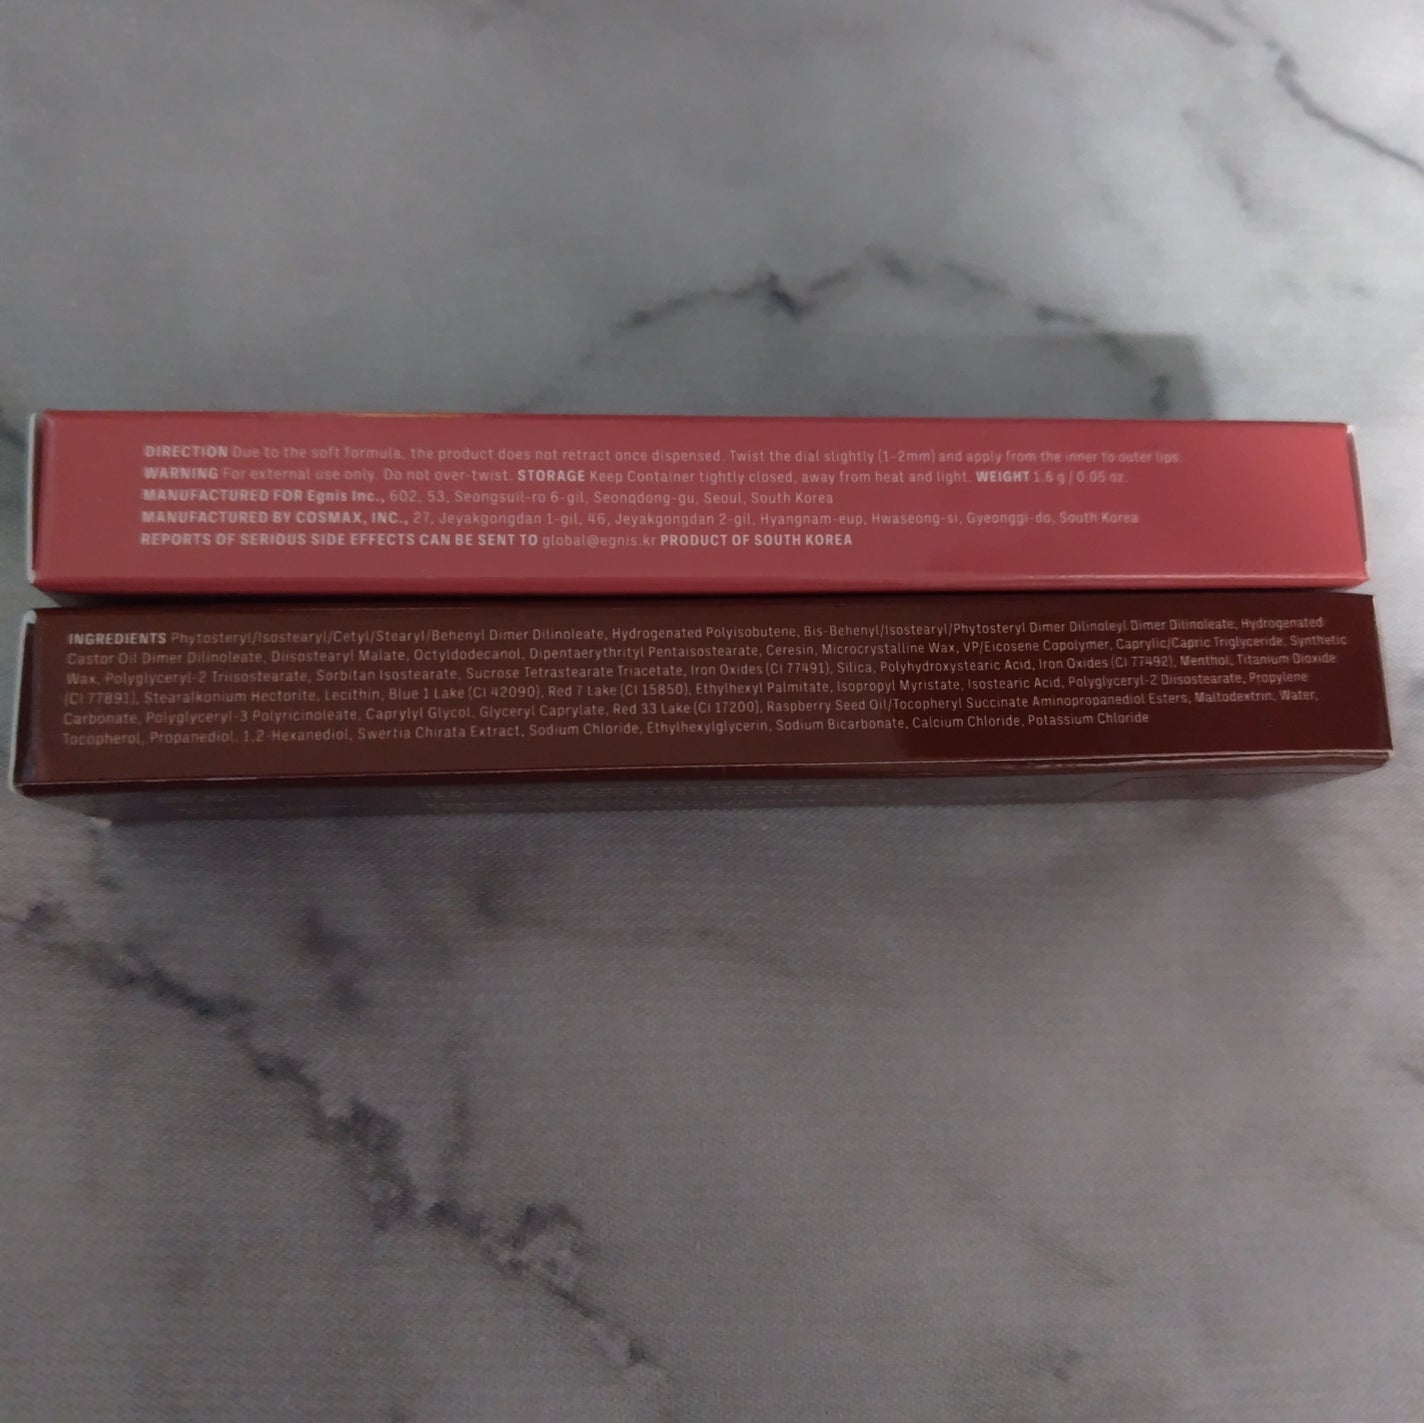 DIRECTION Due to the soft formula, the product does not retract once dispensed. Twist the dial slightly (1-2mm) and apply from the inner to outer lips.
WARNING For external use only. Do not over-twist. STORAGE Keep Container tightly closed, away from heat and light. WEIGHT 1.6 g / 0.05 oz.
MANUFACTURED FOR Egnis Inc., 602, 53, Seongsuil-ro 6-gil, Seongdong-gu, Seoul, South Korea
MANUFACTURED BY COSMAX, INC., 27, Jeyakgongdan 1-gil, 46, Jeyakgongdan 2-gil, Hyangnam-eup, Hwaseong-si, Gyeonggi-do, South Korea
REPORTS OF SERIOUS SIDE EFFECTS CAN BE SENT TO global@egnis.kr PRODUCT OF SOUTH KOREA
INGREDIENTS Phytosteryl/Isostearyl/Cetyl/Stearyl/Behenyl Dimer Dilinoleate, Hydrogenated Polyisobutene, Bis-Behenyl/Isostearyl/Phytosteryl Dimer Dilinoleyl Dimer Dilinoleate, Hydrogenated
Castor Oil Dimer Dilinoleate, Diisostearyl Malate, Octyldodecanol, Dipentaerythrityl Pentaisostearate, Ceresin, Microcrystalline Wax, VP/Eicosene Copolymer, Caprylic/Capric Triglyceride, Synthetic
Wax, Polyglyceryl-2 Triisostearate, Sorbitan Isostearate, Sucrose Tetrastearate Triacetate, Iron Oxides (CI 77491), Silica, Polyhydroxystearic Acid, Iron Oxides (CI 77492), Menthol, Titanium Dioxide
(CI 77891), Stearalkonium Hectorite, Lecithin, Blue 1 Lake (CI 42090), Red 7 Lake (CI 15850), Ethylhexyl Palmitate, Isopropyl Myristate, Isostearic Acid, Polyglyceryl-2 Diisostearate, Propylene
Carbonate, Polyglyceryl-3 Polyricinoleate, Caprylyl Glycol, Glyceryl Caprylate, Red 33 Lake (CI 17200), Raspberry Seed Oil/Tocopheryl Succinate Aminopropanediol Esters, Maltodextrin, Water,
Tocopherol, Propanediol, 1,2-Hexanediol, Swertia Chirata Extract, Sodium Chloride, Ethylhexylglycerin, Sodium Bicarbonate, Calcium Chloride, Potassium Chloride